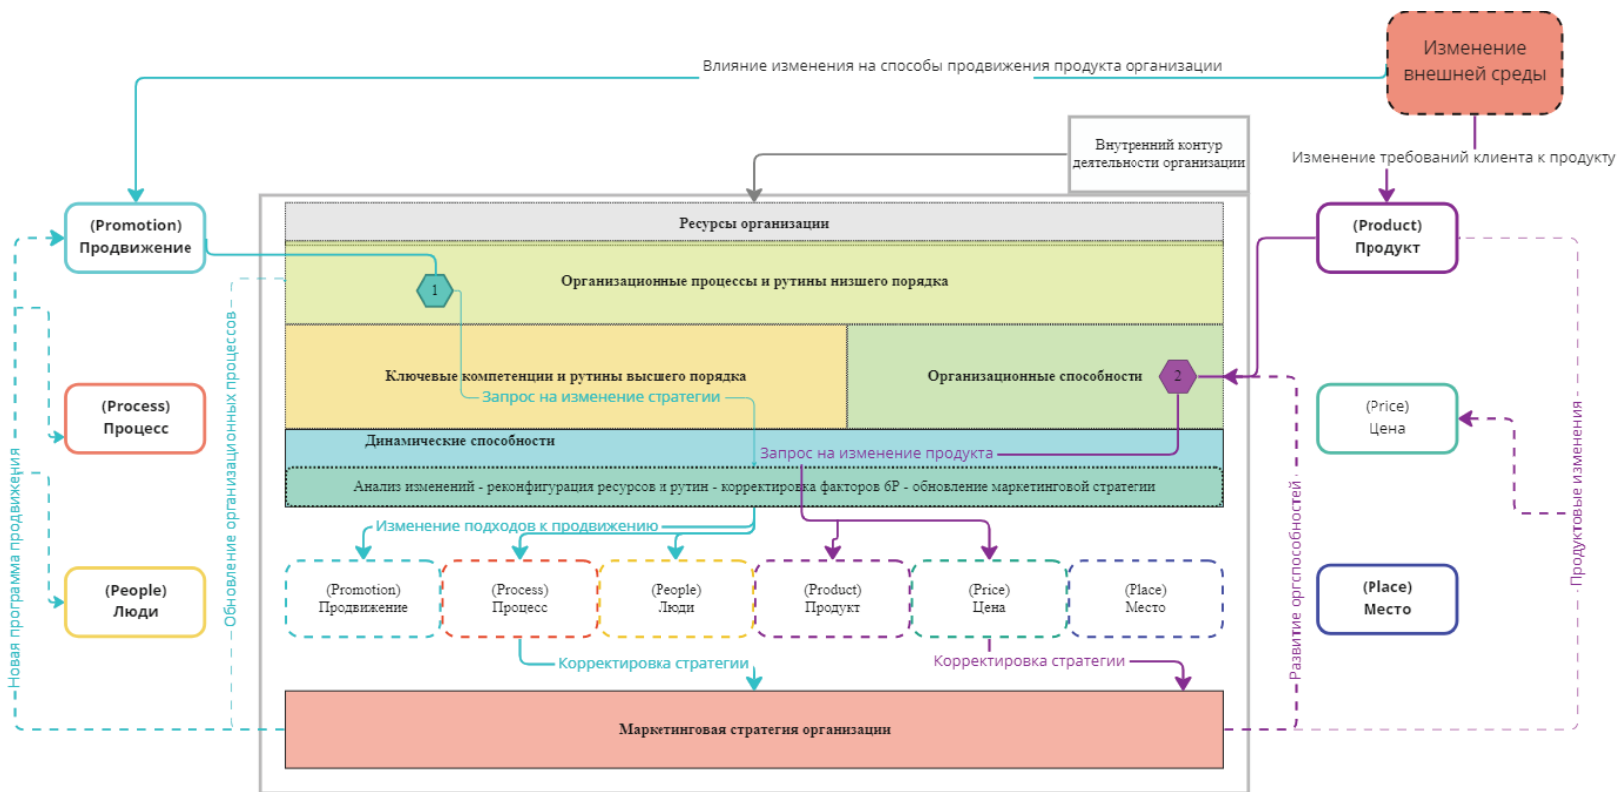 Изменение
внешней среды
Влияние изменения на способы продвижения продукта организации
Внутренний контур
деятельности организации
Изменение требований клиента к продукту
(Promotion)
Продвижение
Ресурсы организации
(Product)
Продукт
Организационные процессы и рутины низшего порядка
1
Ключевые компетенции и рутины высшего порядка
Организационные способности
2
Запрос на изменение стратегии
(Process)
Процесс
(Price)
Цена
Динамические способности
Запрос на изменение продукта
Анализ изменений - реконфигурация ресурсов и рутин - корректировка факторов 6P - обновление маркетинговой стратегии
Изменение подходов к продвижению
(People)
Люди
(Promotion)
Продвижение
(Process)
Процесс
(People)
Люди
(Product)
Продукт
(Price)
Цена
(Place)
Место
(Place)
Место
Корректировка стратегии
Корректировка стратегии
Маркетинговая стратегия организации
Новая программа продвижения
Обновление организационных процессов
Развитие оргспособностей
Продуктовые изменения